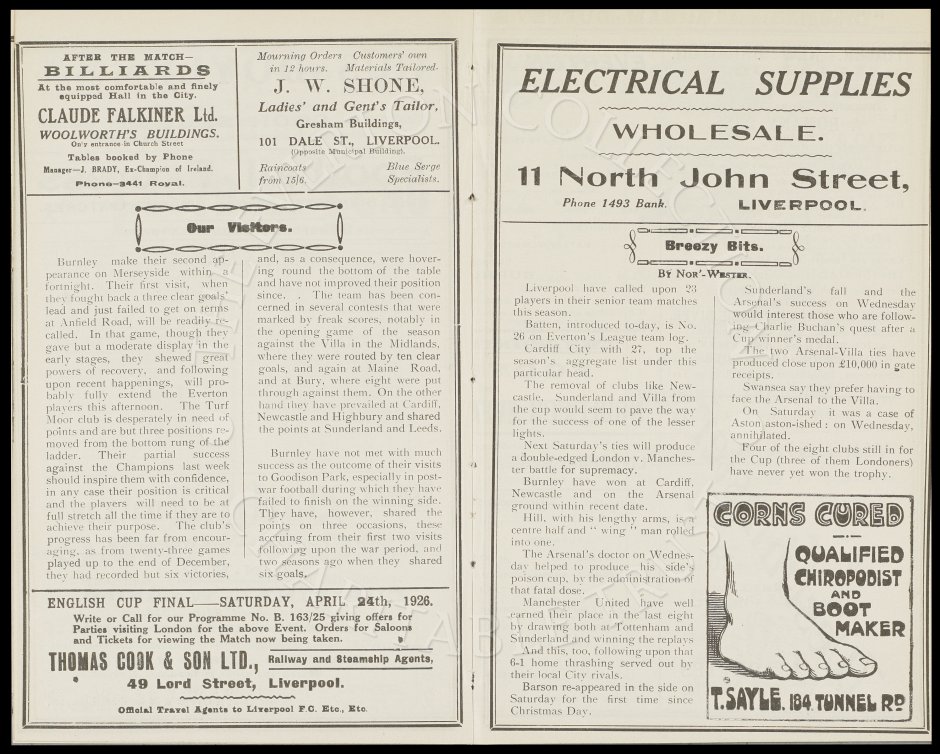 AFTER THE MATCH—
BILLIARDS
At the most comfortable and finely
equipped Hall in the City.
CLAUDE FALKINER Ltd.
WOOLWORTH'S BUILDINGS.
Only entrance in Church Street
Tables booked by Phone
Manager—J. BRADY, Ex-Champion of Ireland.
Phone—3441 Royal.
Mourning Orders Customers' own
in 12 hours. Materials Tailored.
J. W. SHONE,
Ladies' and Gent's Tailor,
Gresham Buildings,
101 DALE ST., LIVERPOOL.
(Opposite Municipal Building).
Raincoats Blue Serge
from 15/6. Specialists.
Our Visitors.
Burnley make their second ap-
pearance on Merseyside within a
fortnight. Their first visit, when
they fought back a three clear goals'
lead and just failed to get on terms
at Anfield Road, will be readily re-
called. In that game, though they
gave but a moderate display in the
early stages, they shewed great
powers of recovery, and following
upon recent happenings, will pro-
bably fully extend the Everton
players this afternoon. The Turf
Moor club is desperately in need of
points and are but three positions re-
moved from the bottom rung of the
ladder. Their partial success
against the Champions last week
should inspire them with confidence,
in any case their position is critical
and the players will need to be at
full stretch all the time if they are to
achieve their purpose. The club's
progress has been far from encour-
aging, as from twenty-three games
played up to the end of December,
they had recorded but six victories,
and, as a consequence, were hover-
ing round the bottom of the table
and have not improved their position
since. . The team has been con-
cerned in several contests that were
marked by freak scores, notably in
the opening game of the season
against the Villa in the Midlands,
where they were routed by ten clear
goals, and again at Maine Road,
and at Bury, where eight were put
through against them. On the other
hand they have prevailed at Cardiff,
Newcastle and Highbury and shared
the points at Sunderland and Leeds.
Burnley have not met with much
success as the outcome of their visits
to Goodison Park, especially in post-
war football during which they have
failed to finish on the winning side.
They have, however, shared the
points on three occasions, these
accruing from their first two visits
following upon the war period, and
two seasons ago when they shared
six goals.
ENGLISH CUP FINAL—SATURDAY, APRIL 24th, 1926.
Write or Call for our Programme No. B. 163/25 giving offers for
Parties visiting London for the above Event. Orders for Saloons
and Tickets for viewing the Match now being taken.
THOMAS COOK & SON LTD., Railway and Steamship Agents,
49 Lord Street, Liverpool.
Official Travel Agents to Liverpool F.C. Etc., Etc.
ELECTRICAL SUPPLIES
WHOLESALE.
11 North John Street,
Phone 1493 Bank. LIVERPOOL.
Breezy Bits.
BY NOR'-WESTER.
Liverpool have called upon 23
players in their senior team matches
this season.
Batten, introduced to-day, is No.
26 on Everton's League team log.
Cardiff City with 27, top the
season's aggregate list under this
particular head.
The removal of clubs like New-
castle, Sunderland and Villa from
the cup would seem to pave the way
for the success of one of the lesser
lights.
Next Saturday's ties will produce
a double-edged London v. Manches-
ter battle for supremacy.
Burnley have won at Cardiff,
Newcastle and on the Arsenal
ground within recent date.
Hill, with his lengthy arms, is a
centre half and " wing " man rolled
into one.
The Arsenal's doctor on Wednes-
day helped to produce his side's
poison cup, by the administration of
that fatal dose.
Manchester United have well
earned their place in the last eight
by drawing both at Tottenham and
Sunderland and winning the replays
And this, too, following upon that
6-1 home thrashing served out by
their local City rivals.
Barson re-appeared in the side on
Saturday for the first time since
Christmas Day.
Sunderland's fall and the
Arsenal's success on Wednesday
would interest those who are follow-
ing Charlie Buchan's quest after a
Cup winner's medal.
The two Arsenal-Villa ties have
produced close upon £10,000 in gate
receipts.
Swansea say they prefer having to
face the Arsenal to the Villa.
On Saturday it was a case of
Aston aston-ished : on Wednesday,
annihilated.
Four of the eight clubs still in for
the Cup (three of them Londoners)
have never yet won the trophy.
CORNS CURED
QUALIFIED
CHIROPODIST
AND
BOOT
MAKER
T. SAYLE. 184 TUNNEL RD